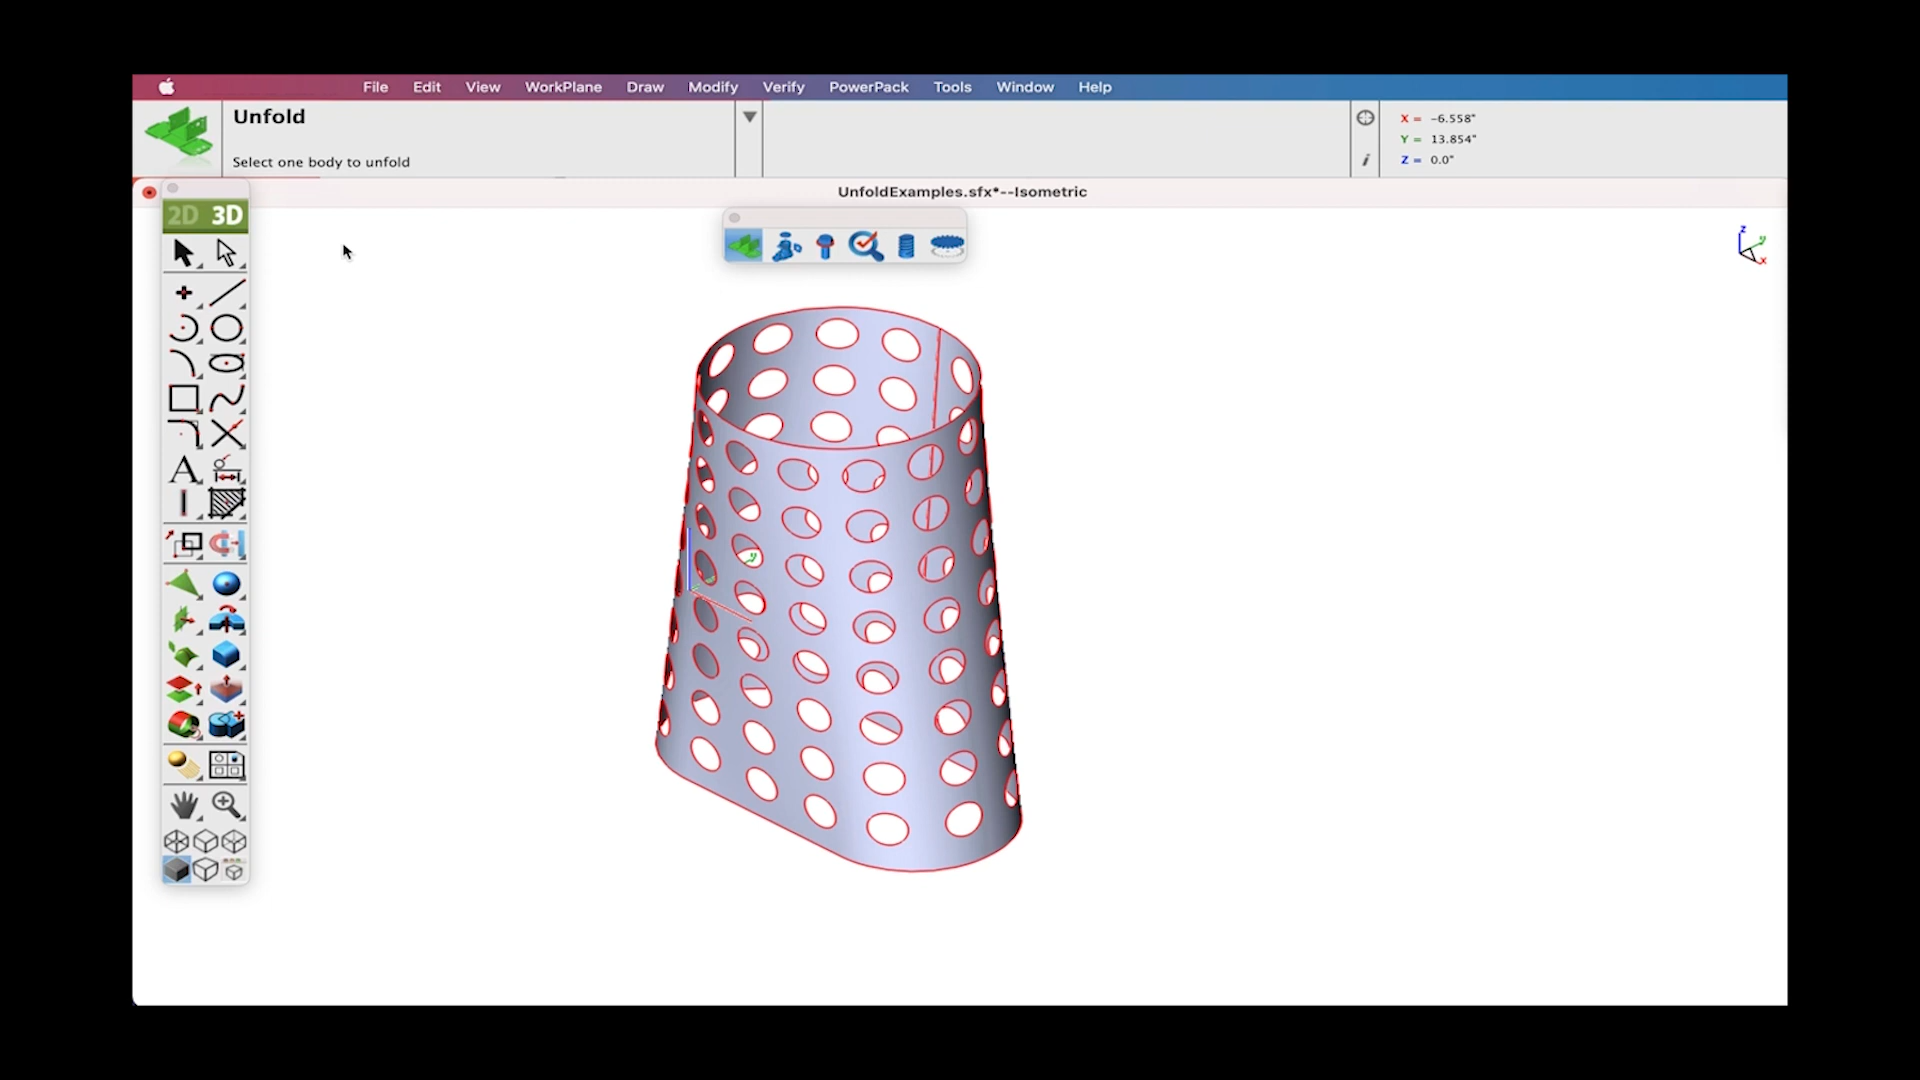 File Edit View WorkPlane Draw Modify Verify PowerPack Tools Window Help
Unfold
Select one body to unfold
X = -6.558"
Y = 13.854"
Z = 0.0"
UnfoldExamples.sfx*--Isometric
2D 3D
A
z
y
x
y